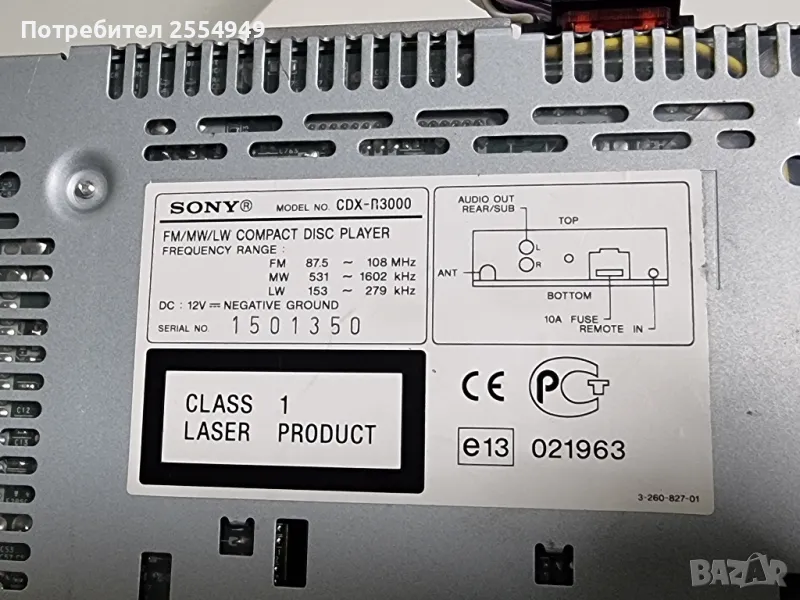 Потребител 2554949
SONY® MODEL NO. CDX-R3000
FM/MW/LW COMPACT DISC PLAYER
FREQUENCY RANGE :
FM 87.5 ~ 108 MHz
MW 531 ~ 1602 kHz
LW 153 ~ 279 kHz
DC : 12V ⎓ NEGATIVE GROUND
SERIAL NO. 1501350
AUDIO OUT
REAR/SUB
TOP
L
R
ANT
BOTTOM
10A FUSE
REMOTE IN
CLASS 1
LASER PRODUCT
CE PCT
e13 021963
3-260-827-01
BAZAR